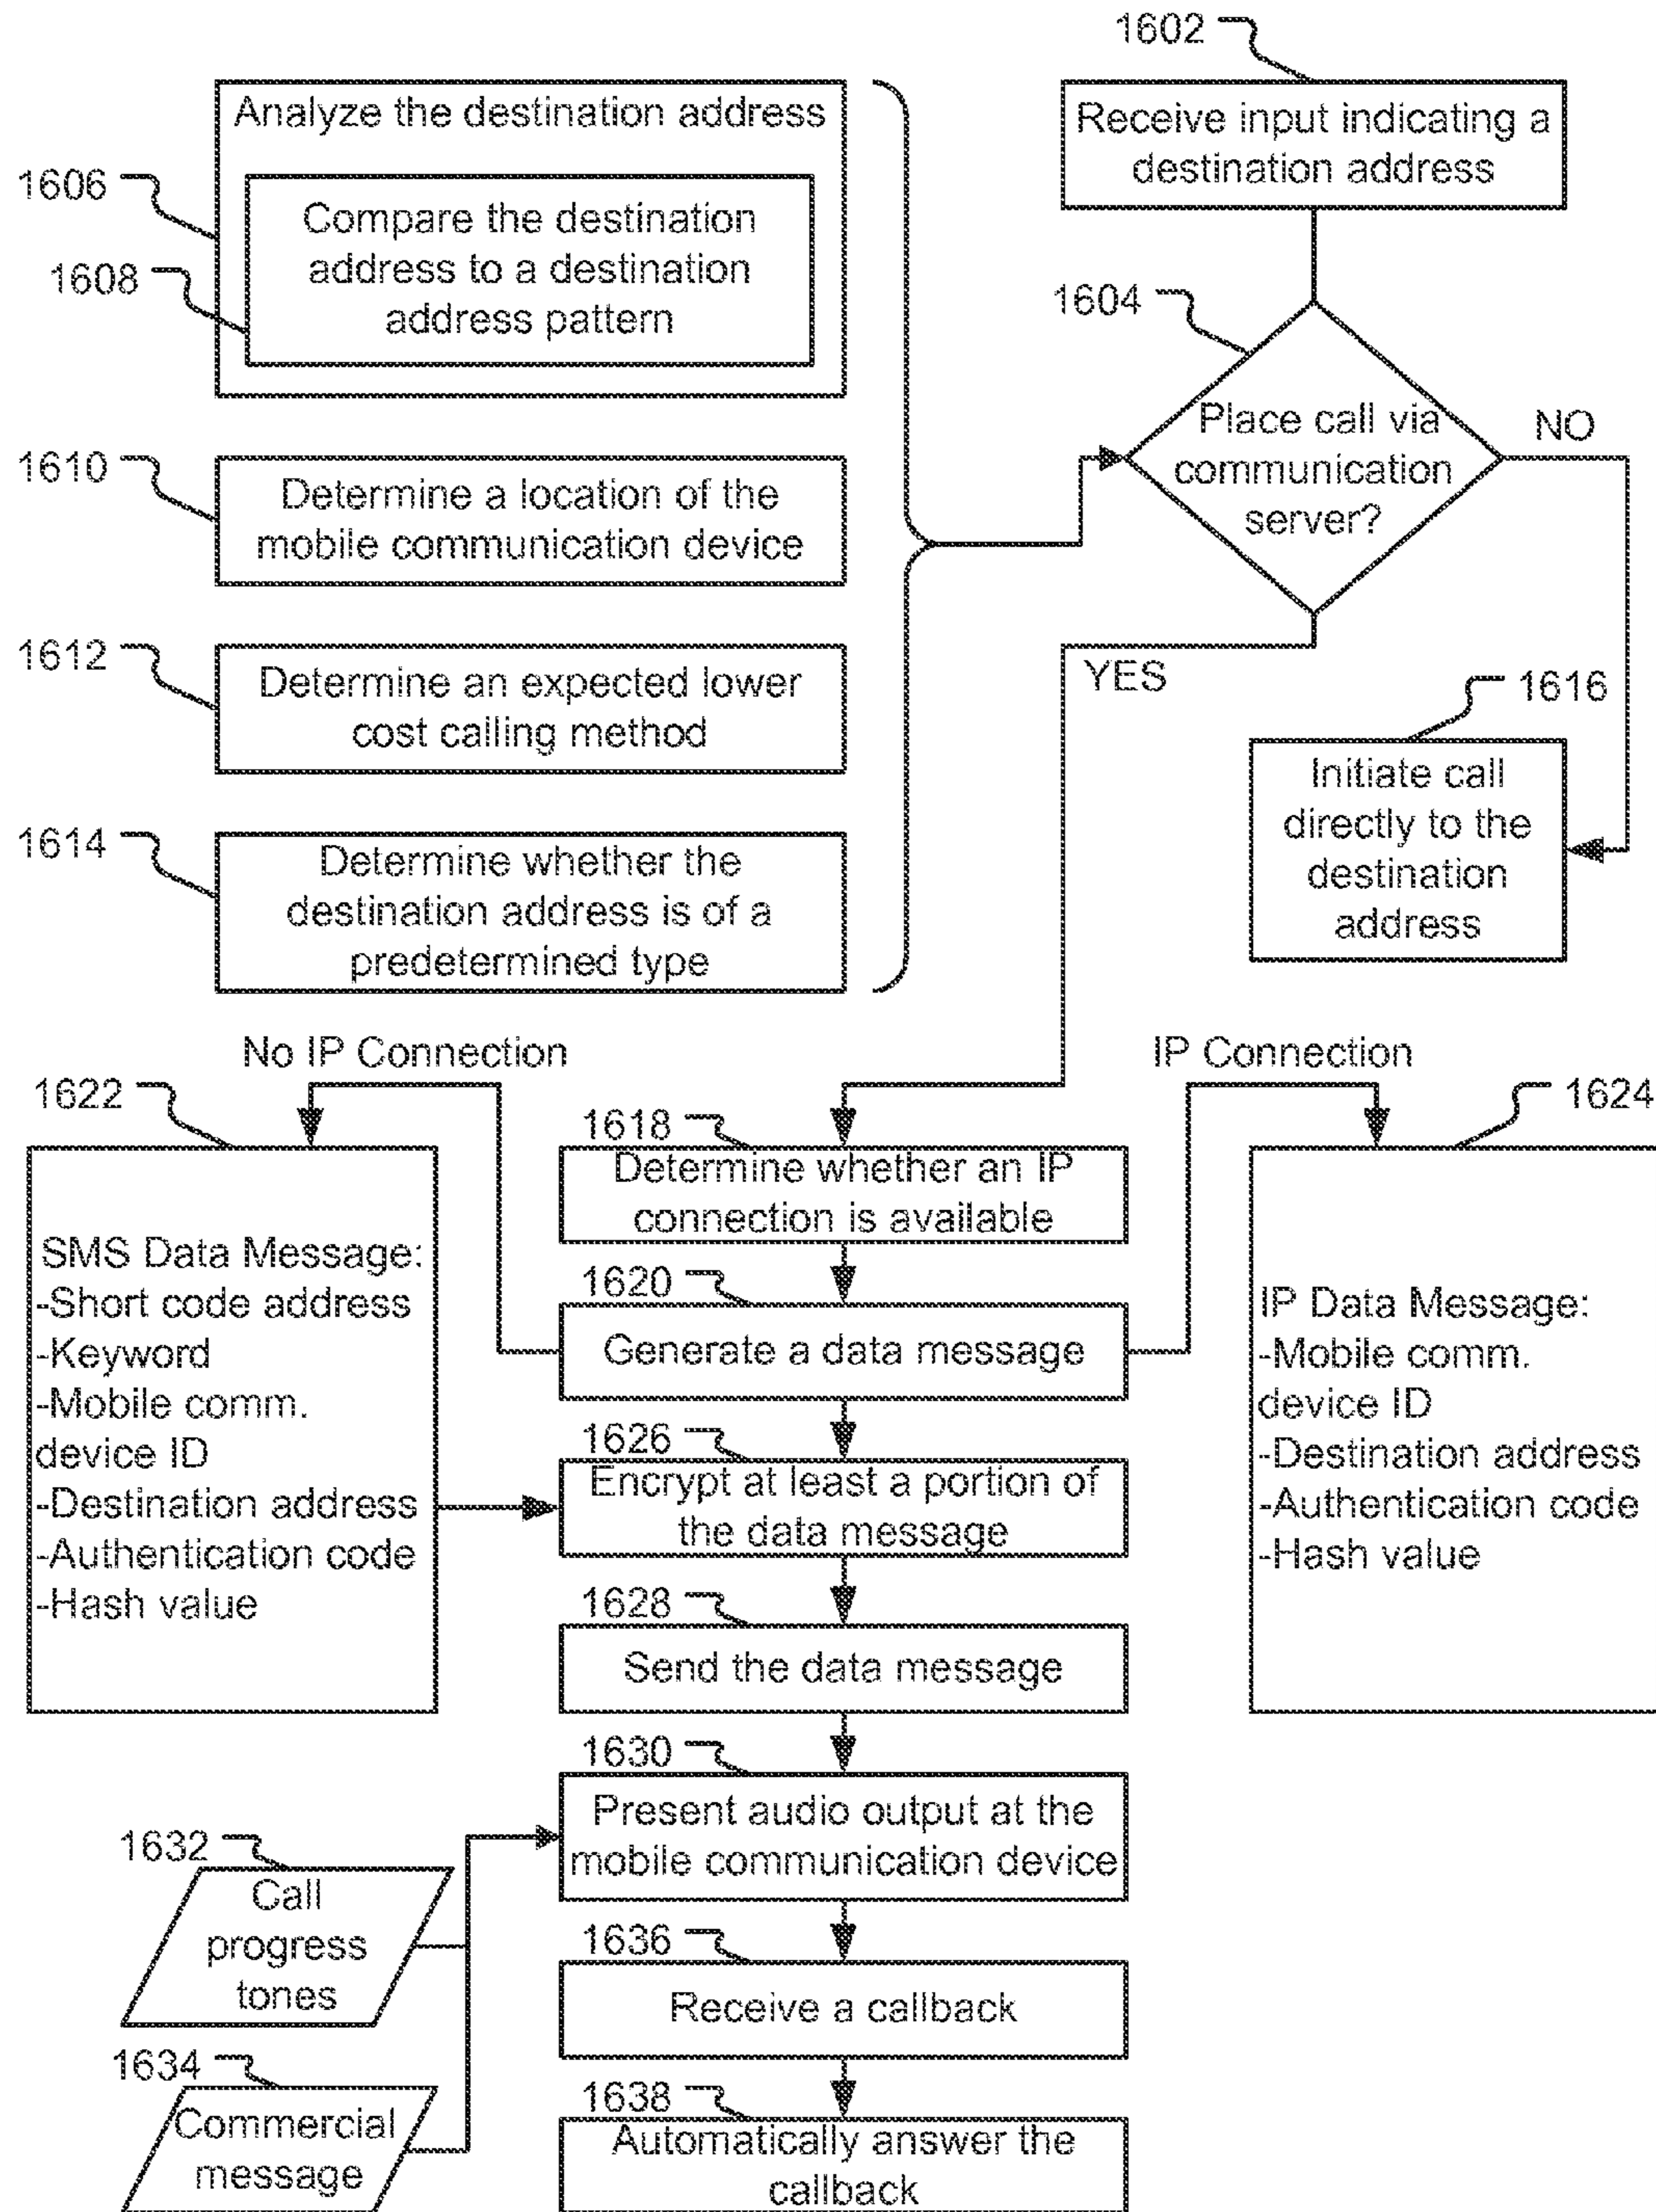 1602
Receive input indicating a
destination address
Analyze the destination address
1606
Compare the destination
address to a destination
address pattern
1608
1604
Place call via
communication
server?
NO
YES
1610
Determine a location of the
mobile communication device
1612
Determine an expected lower
cost calling method
1614
Determine whether the
destination address is of a
predetermined type
1616
Initiate call
directly to the
destination
address
No IP Connection
IP Connection
1622
SMS Data Message:
-Short code address
-Keyword
-Mobile comm.
device ID
-Destination address
-Authentication code
-Hash value
1618
Determine whether an IP
connection is available
1620
Generate a data message
1624
IP Data Message:
-Mobile comm.
device ID
-Destination address
-Authentication code
-Hash value
1626
Encrypt at least a portion of
the data message
1628
Send the data message
1630
Present audio output at the
mobile communication device
1632
Call
progress
tones
1634
Commercial
message
1636
Receive a callback
1638
Automatically answer the
callback